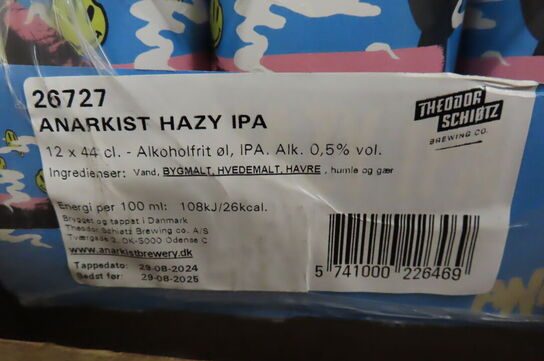 26727
ANARKIST HAZY IPA
12 x 44 cl. - Alkoholfrit øl, IPA. Alk. 0,5% vol.
Ingredienser: Vand, BYGMALT, HVEDEMALT, HAVRE , humle og gær
Energi per 100 ml: 108kJ/26kcal.
Brygget og tappet i Danmark
Theodor Schiøtz Brewing co. A/S
Tværgade 2, DK-5000 Odense C
www.anarkistbrewery.dk
Tappedato: 29-08-2024
Bedst før: 29-08-2025
THEODOR
SCHIØTZ
BREWING CO.
5 741000 226469